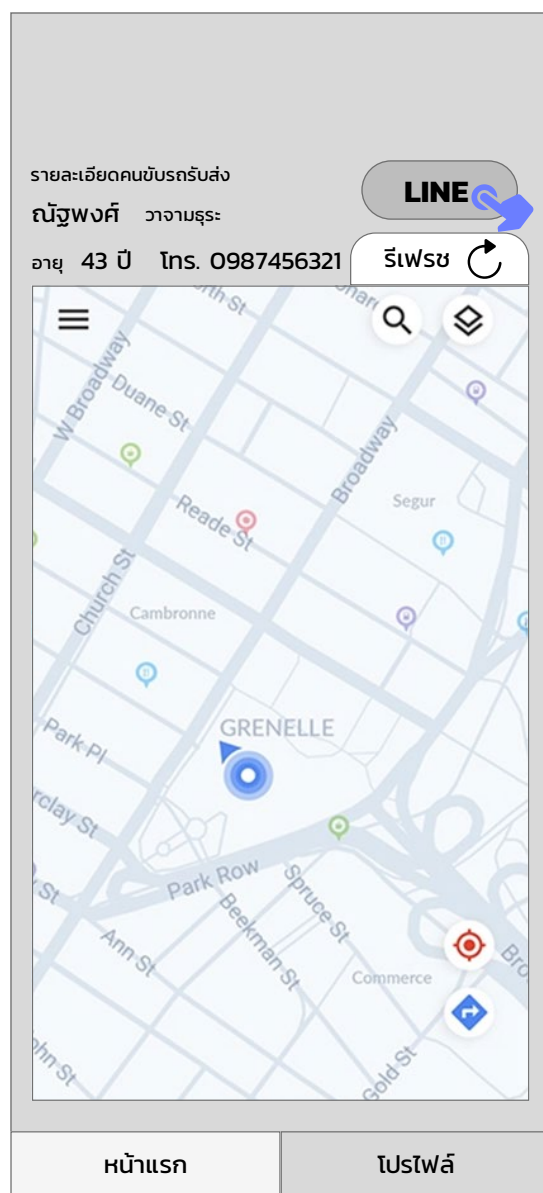 รายละเอียดคนขับรถรับส่ง
LINE
ณัฐพงศ์ วาจามธุระ
อายุ 43 ปี โทร. 0987456321
รีเฟรช
W Broadway
Duane St
Broadway
Reade St
Segur
Church St
Cambronne
GRENELLE
Park Pl
Park Row
Spruce St
Beekman St
Ann St
Commerce
Gold St
หน้าแรก
โปรไฟล์